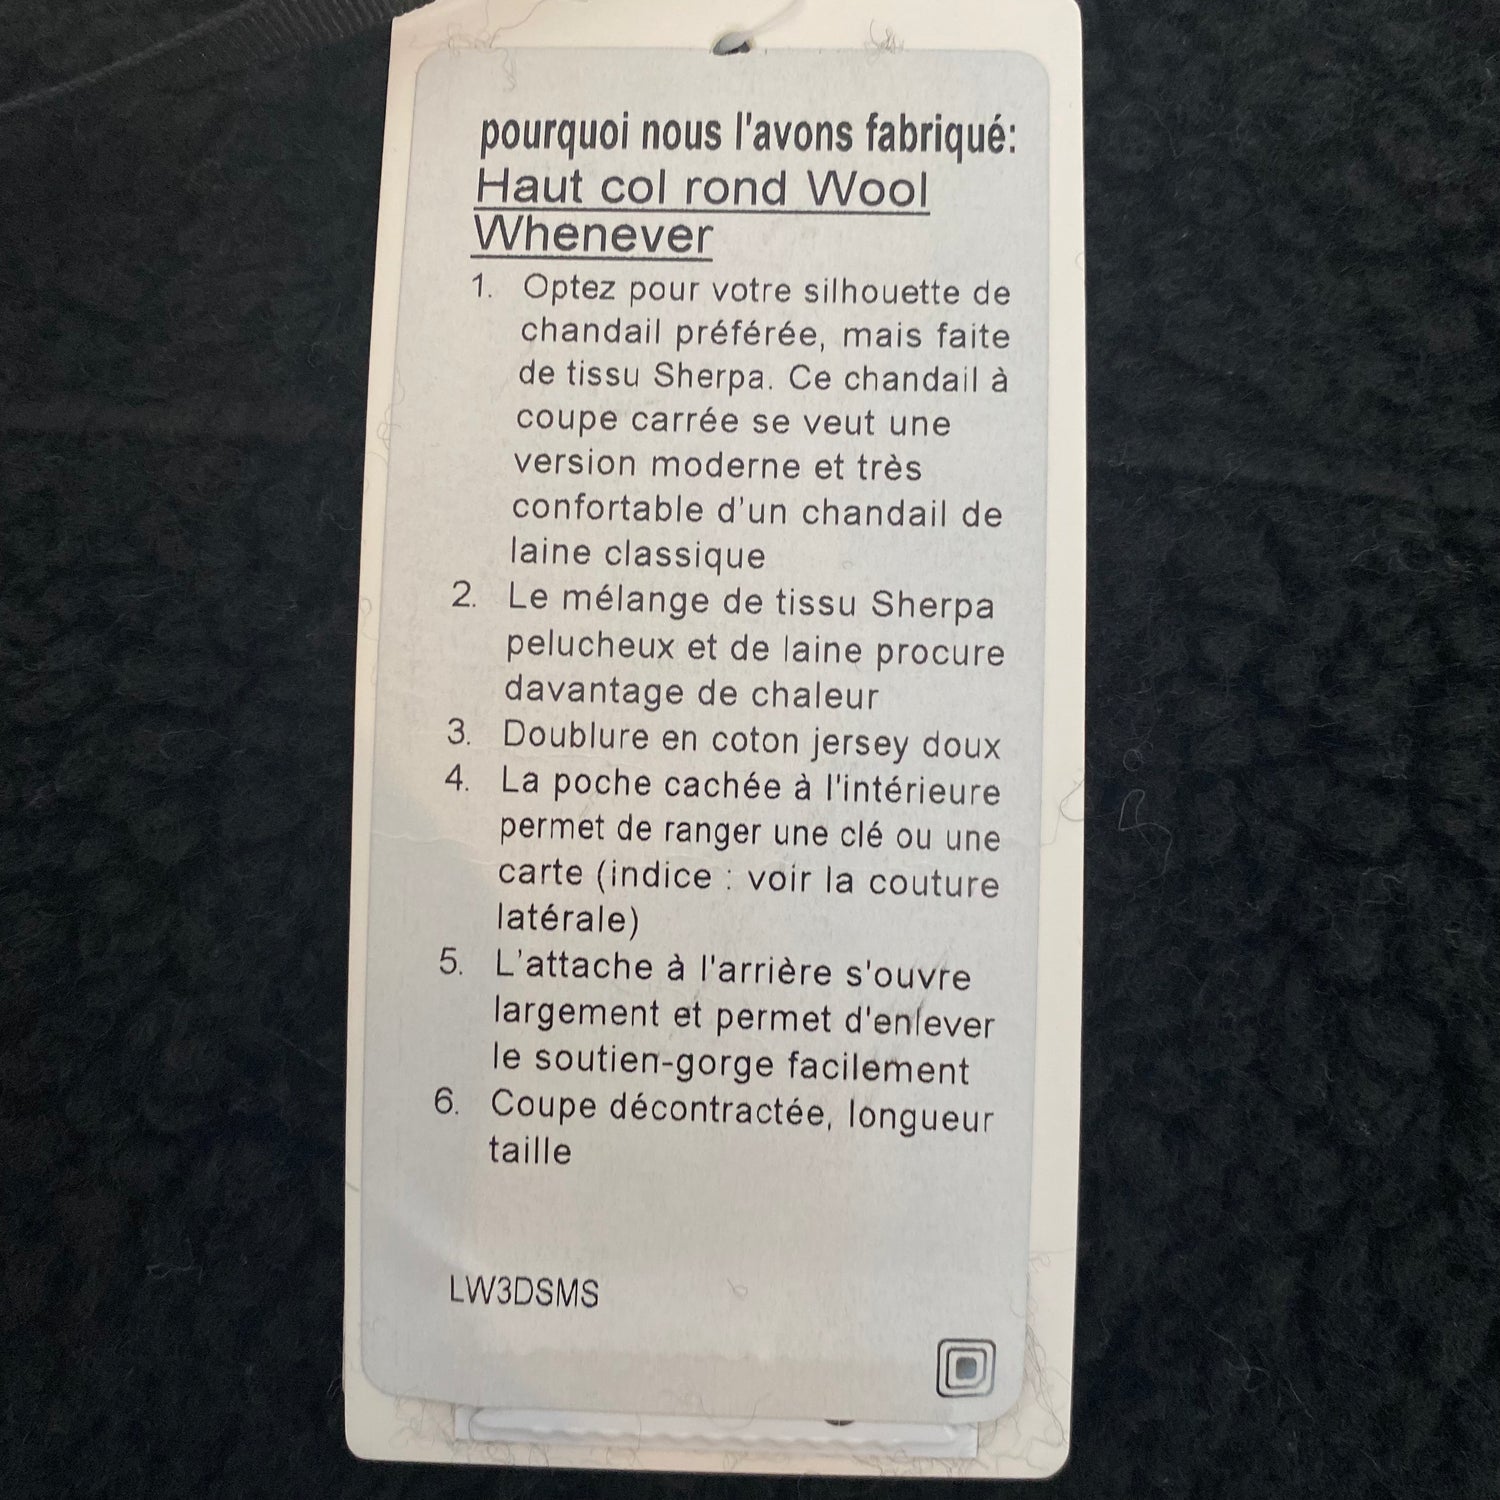 pourquoi nous l'avons fabriqué:
Haut col rond Wool
Whenever
1. Optez pour votre silhouette de
chandail préférée, mais faite
de tissu Sherpa. Ce chandail à
coupe carrée se veut une
version moderne et très
confortable d'un chandail de
laine classique
2. Le mélange de tissu Sherpa
pelucheux et de laine procure
davantage de chaleur
3. Doublure en coton jersey doux
4. La poche cachée à l'intérieure
permet de ranger une clé ou une
carte (indice : voir la couture
latérale)
5. L'attache à l'arrière s'ouvre
largement et permet d'enlever
le soutien-gorge facilement
6. Coupe décontractée, longueur
taille
LW3DSMS